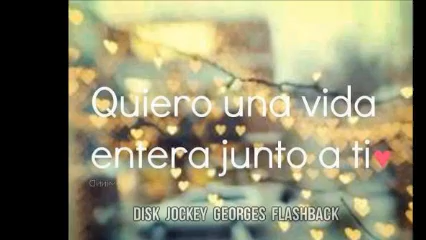 Quiero una vida
entera junto a ti
DISK JOCKEY GEORGES FLASHBACK